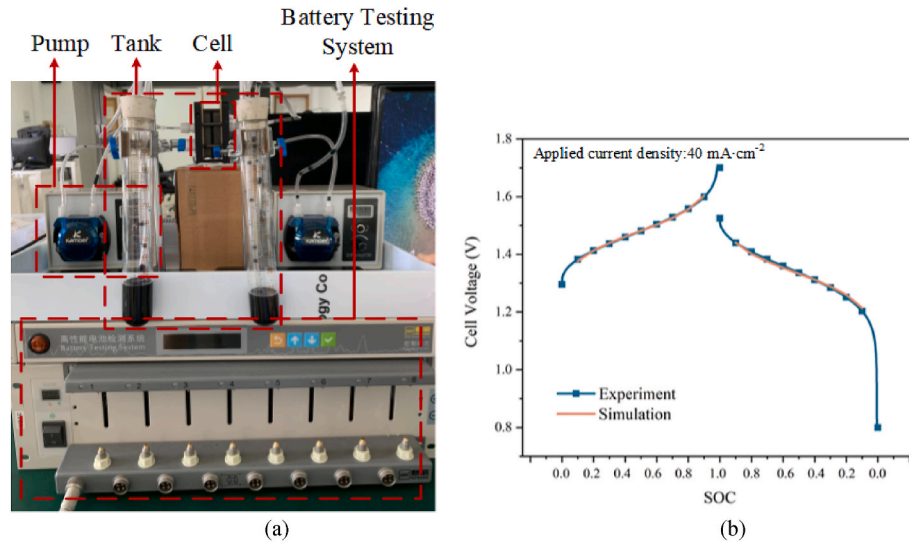 Battery Testing
System
Pump
Tank
Cell
K
KAMOER
ogy Co
高性能电池检测系统
Battery Testing System
1 2 3 4 5 6 7 8
(a)
Applied current density:40 mA·cm⁻²
Cell Voltage (V)
1.8
1.6
1.4
1.2
1.0
0.8
Experiment
Simulation
0.0 0.2 0.4 0.6 0.8 1.0 0.8 0.6 0.4 0.2 0.0
SOC
(b)